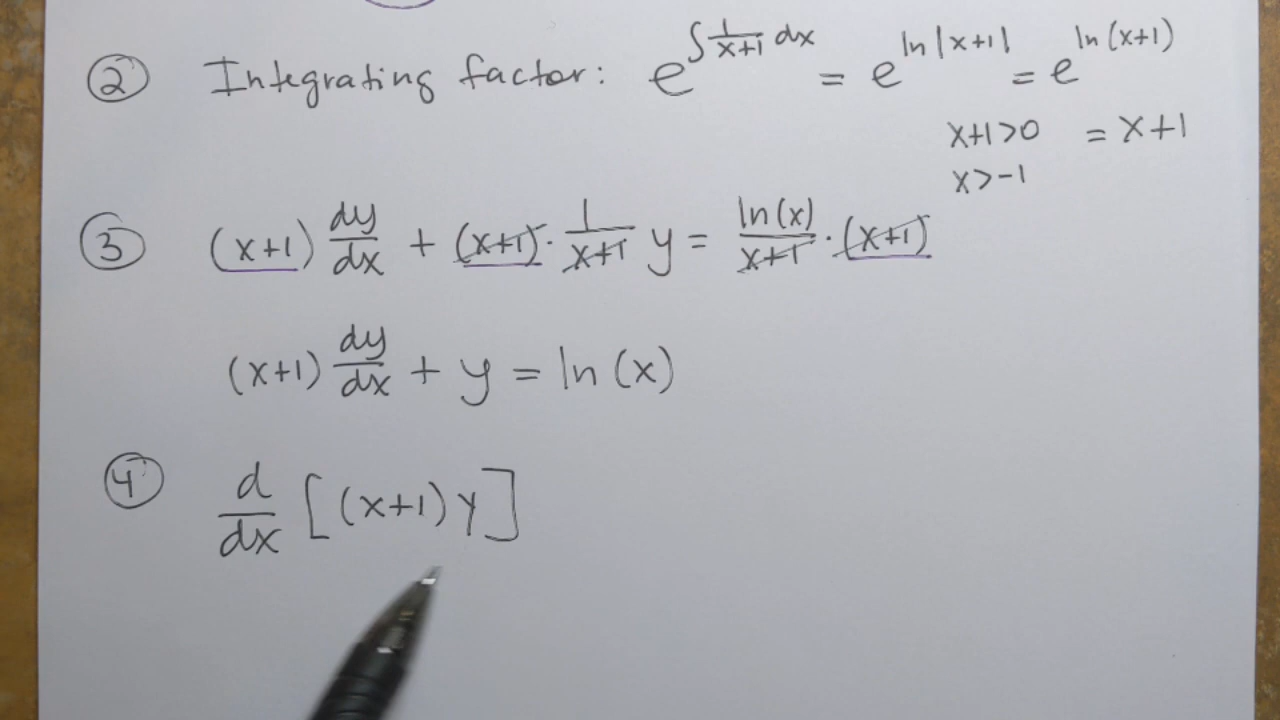 ② Integrating factor: e^{∫ 1/(x+1) dx} = e^{ln|x+1|} = e^{ln(x+1)}
x+1>0 = x+1
x>-1
③ (x+1) dy/dx + (x+1) · 1/(x+1) y = ln(x)/(x+1) · (x+1)
(x+1) dy/dx + y = ln(x)
④ d/dx [(x+1)y]